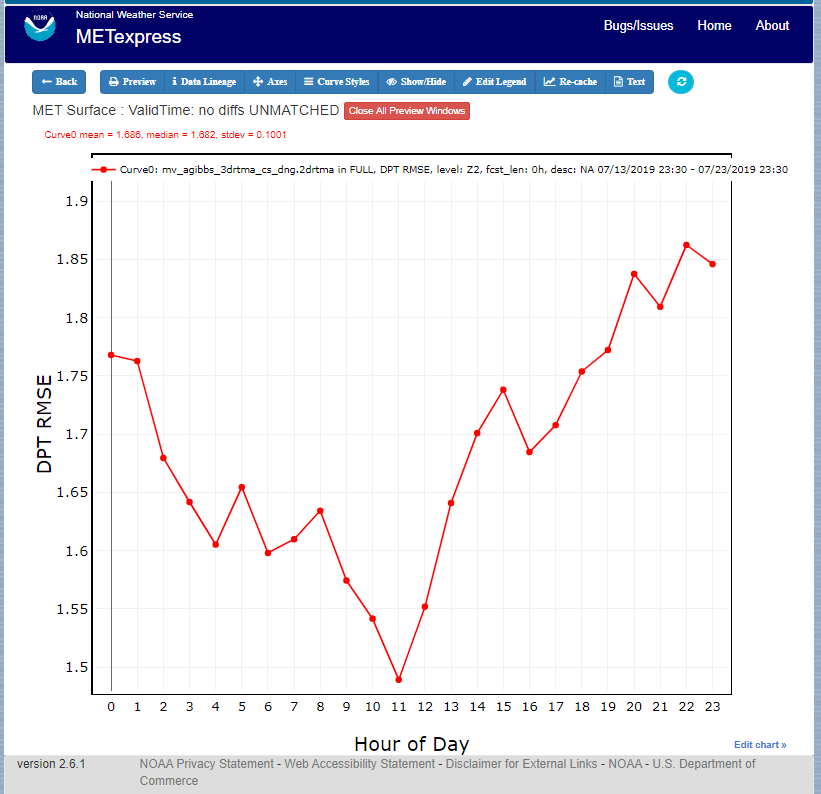 NOAA
National Weather Service
METexpress
Bugs/Issues Home About
Back Preview Data Lineage Axes Curve Styles Show/Hide Edit Legend Re-cache Text
MET Surface : ValidTime: no diffs UNMATCHED Close All Preview Windows
Curve0 mean = 1.686, median = 1.682, stdev = 0.1001
Curve0: mv_agibbs_3drtma_cs_dng.2drtma in FULL, DPT RMSE, level: Z2, fcst_len: 0h, desc: NA 07/13/2019 23:30 - 07/23/2019 23:30
1.9
1.85
1.8
1.75
1.7
1.65
1.6
1.55
1.5
DPT RMSE
0 1 2 3 4 5 6 7 8 9 10 11 12 13 14 15 16 17 18 19 20 21 22 23
Hour of Day
Edit chart »
version 2.6.1
NOAA Privacy Statement - Web Accessibility Statement - Disclaimer for External Links - NOAA - U.S. Department of
Commerce